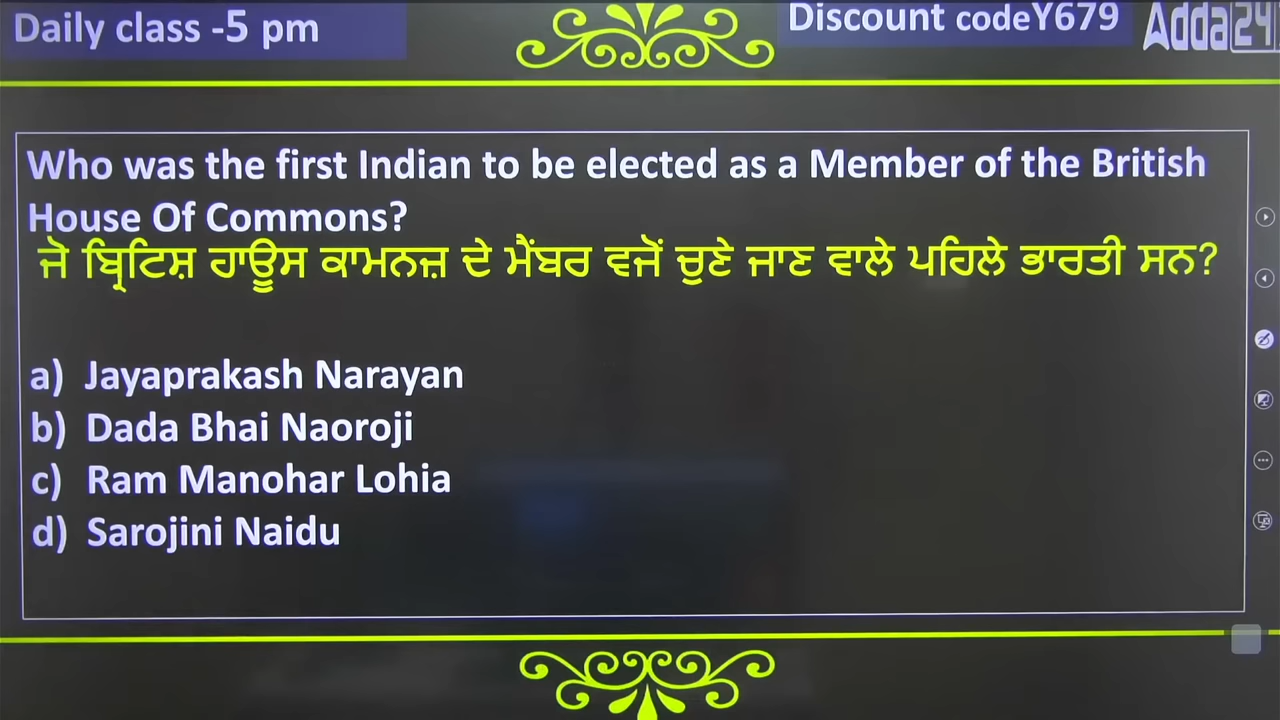 Daily class -5 pm
Discount codeY679
Adda24
Who was the first Indian to be elected as a Member of the British
House Of Commons?
ਜੋ ਬ੍ਰਿਟਿਸ਼ ਹਾਊਸ ਕਾਮਨਜ਼ ਦੇ ਮੈਂਬਰ ਵਜੋਂ ਚੁਣੇ ਜਾਣ ਵਾਲੇ ਪਹਿਲੇ ਭਾਰਤੀ ਸਨ?
a) Jayaprakash Narayan
b) Dada Bhai Naoroji
c) Ram Manohar Lohia
d) Sarojini Naidu